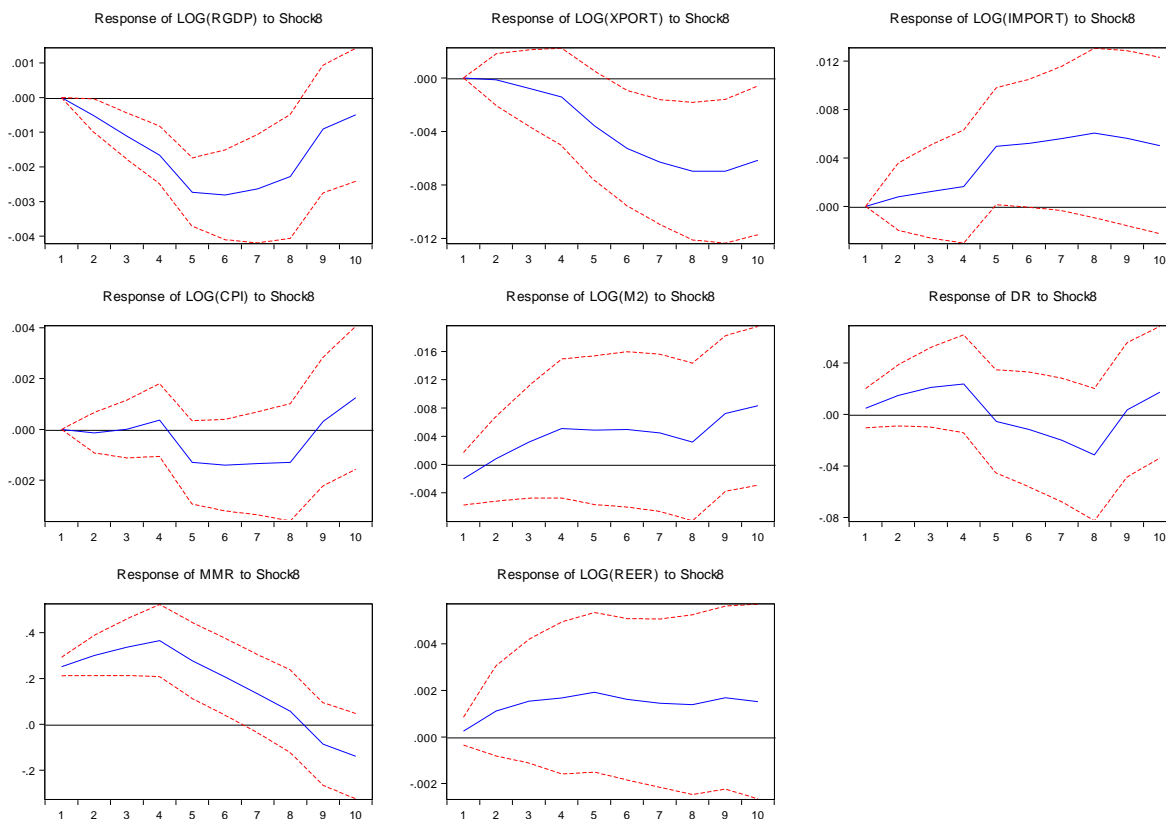 Response of LOG(RGDP) to Shock8
.001
.000
-.001
-.002
-.003
-.004
1 2 3 4 5 6 7 8 9 10
Response of LOG(XPORT) to Shock8
.000
-.004
-.008
-.012
1 2 3 4 5 6 7 8 9 10
Response of LOG(IMPORT) to Shock8
.012
.008
.004
.000
1 2 3 4 5 6 7 8 9 10
Response of LOG(CPI) to Shock8
.004
.002
.000
-.002
1 2 3 4 5 6 7 8 9 10
Response of LOG(M2) to Shock8
.016
.012
.008
.004
.000
-.004
1 2 3 4 5 6 7 8 9 10
Response of DR to Shock8
.04
.00
-.04
-.08
1 2 3 4 5 6 7 8 9 10
Response of MMR to Shock8
.4
.2
.0
-.2
1 2 3 4 5 6 7 8 9 10
Response of LOG(REER) to Shock8
.004
.002
.000
-.002
1 2 3 4 5 6 7 8 9 10